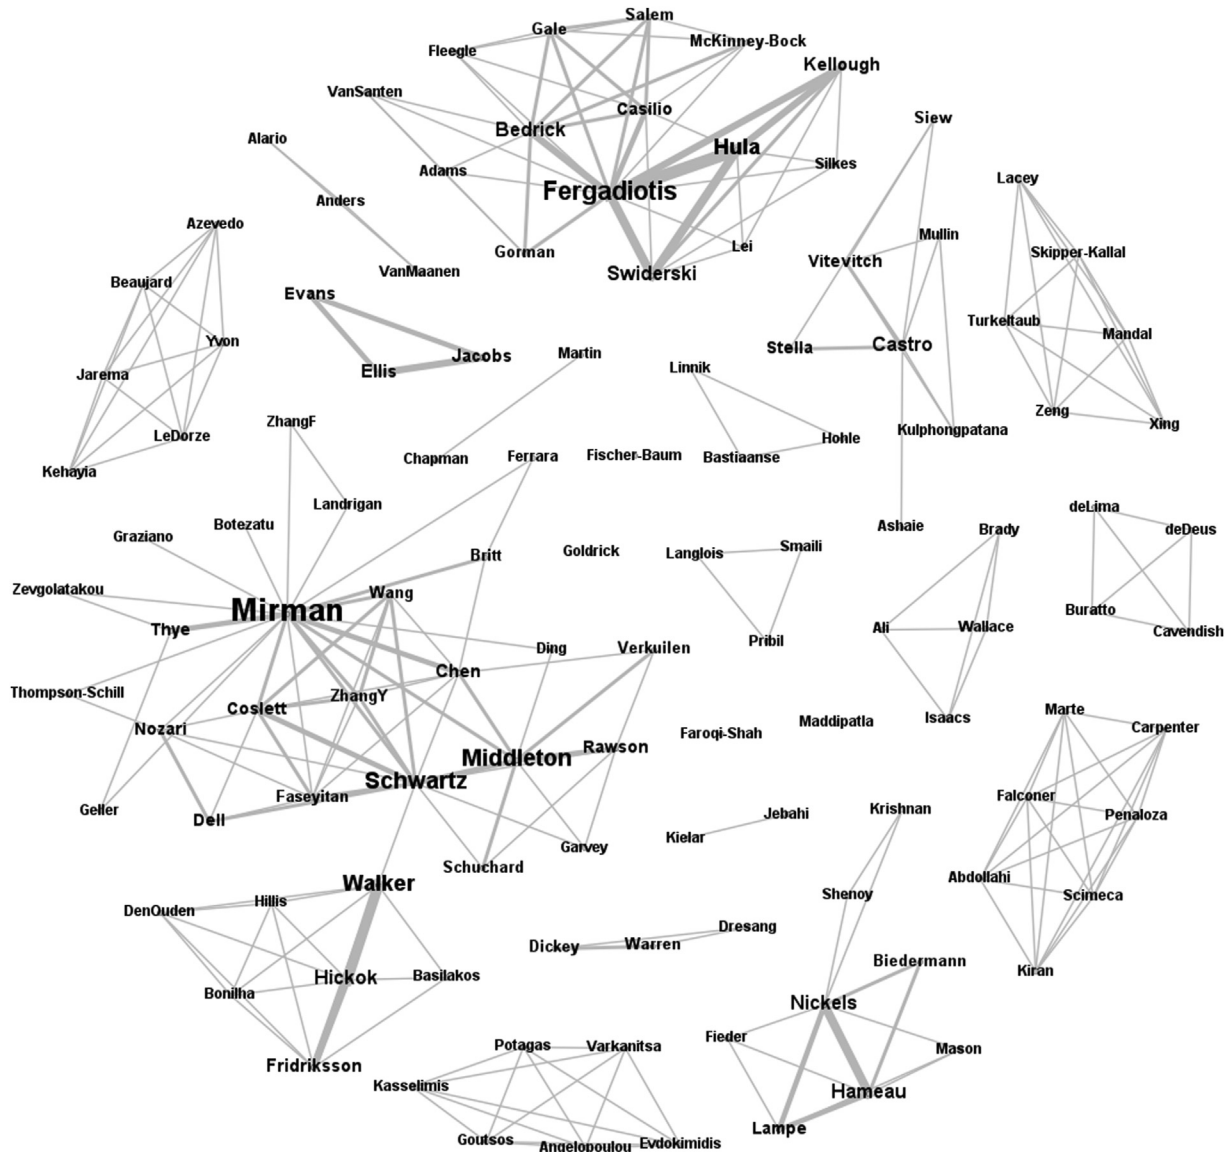 Salem
Gale
McKinney-Bock
Fleegle
Kellough
VanSanten
Casilio
Siew
Bedrick
Alario
Hula
Silkes
Adams
Lacey
Fergadiotis
Anders
Azevedo
Mullin
Lei
Gorman
Skipper-Kallal
Vitevitch
VanMaanen
Swiderski
Beaujard
Evans
Turkeltaub
Mandal
Yvon
Castro
Stella
Jacobs
Martin
Linnik
Ellis
Jarema
Zeng
ZhangF
Xing
Kulphongpatana
LeDorze
Hohle
Ferrara
Fischer-Baum
Bastiaanse
Chapman
Kehayia
Landrigan
deLima
Botezatu
Ashaie
Brady
deDeus
Graziano
Smaili
Goldrick
Langlois
Britt
Zevgolatakou
Wang
Mirman
Buratto
Wallace
Ali
Thye
Cavendish
Pribil
Ding
Verkuilen
Chen
Thompson-Schill
ZhangY
Coslett
Marte
Isaacs
Maddipatla
Nozari
Carpenter
Faroqi-Shah
Rawson
Middleton
Schwartz
Faseyitan
Falconer
Geller
Krishnan
Jebahi
Penaloza
Dell
Kielar
Garvey
Schuchard
Abdollahi
Walker
Shenoy
Scimeca
Hillis
DenOuden
Dresang
Warren
Dickey
Biedermann
Kiran
Basilakos
Hickok
Bonilha
Nickels
Fieder
Potagas
Varkanitsa
Mason
Fridriksson
Kasselimis
Hameau
Lampe
Goutsos
Evdokimidis
Angelopoulou